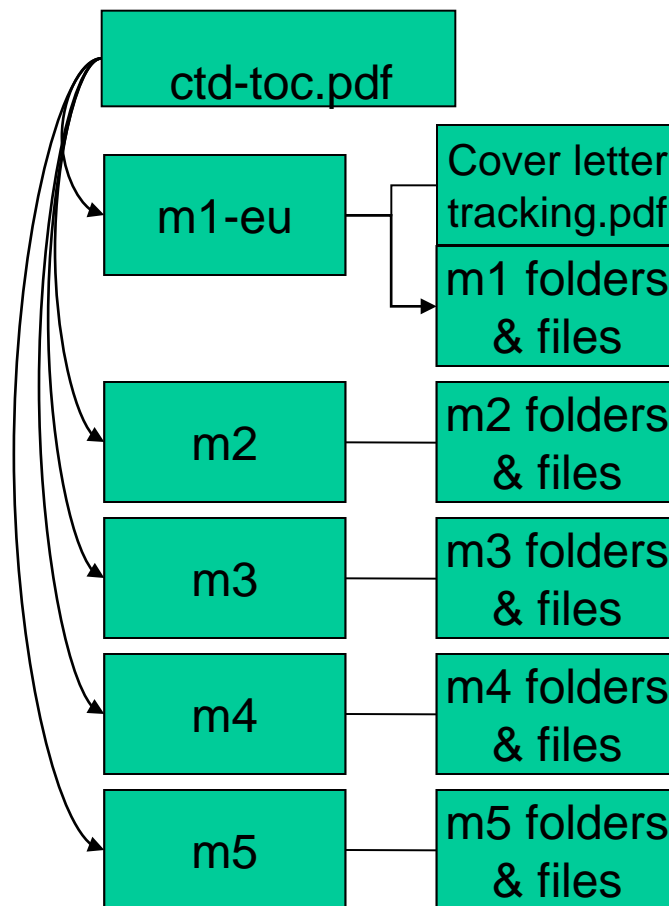 ctd-toc.pdf
m1-eu
Cover letter
tracking.pdf
m1 folders
& files
m2
m2 folders
& files
m3
m3 folders
& files
m4
m4 folders
& files
m5
m5 folders
& files